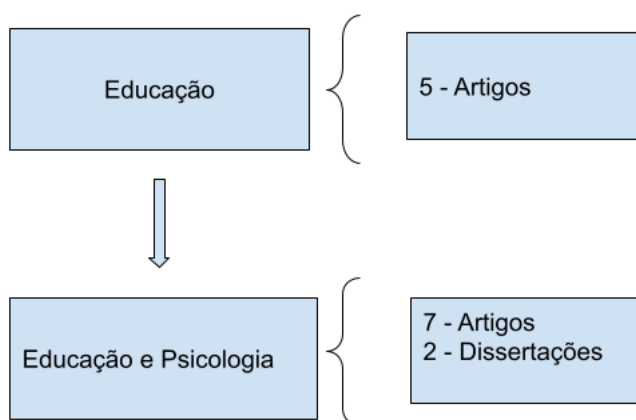 Educação
5 - Artigos
Educação e Psicologia
7 - Artigos
2 - Dissertações